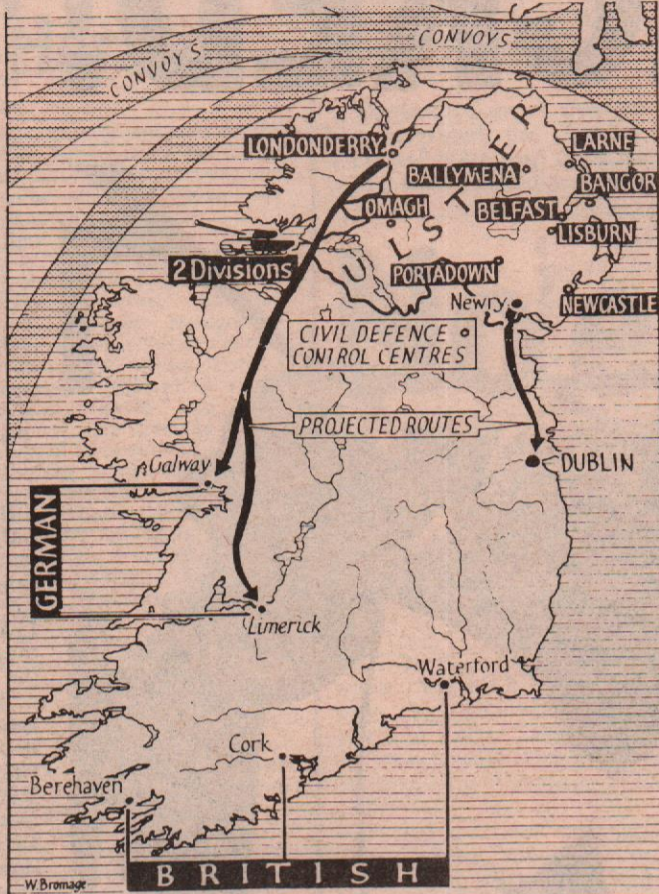 CONVOYS
CONVOYS
LONDONDERRY
LARNE
BALLYMENA
BANGOR
ULSTER
OMAGH
BELFAST
LISBURN
2 Divisions
PORTADOWN
Newry
NEWCASTLE
CIVIL DEFENCE
CONTROL CENTRES
PROJECTED ROUTES
Galway
DUBLIN
GERMAN
Limerick
Waterford
Cork
Berehaven
BRITISH
W. Bromage